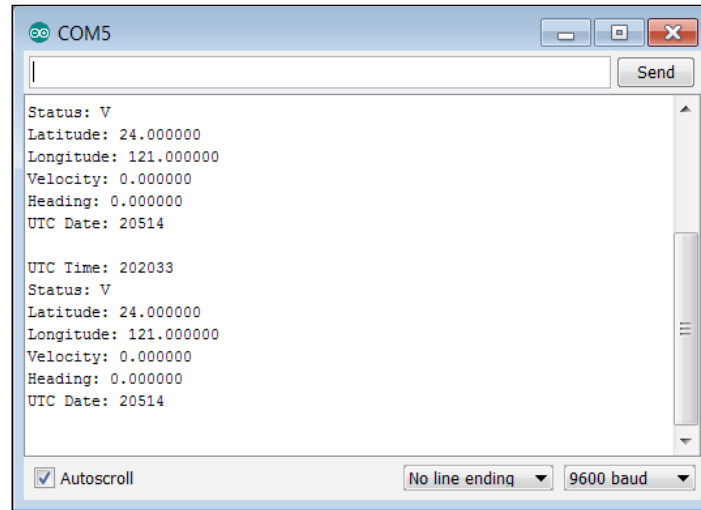 COM5
Send
Status: V
Latitude: 24.000000
Longitude: 121.000000
Velocity: 0.000000
Heading: 0.000000
UTC Date: 20514
UTC Time: 202033
Status: V
Latitude: 24.000000
Longitude: 121.000000
Velocity: 0.000000
Heading: 0.000000
UTC Date: 20514
Autoscroll
No line ending
9600 baud